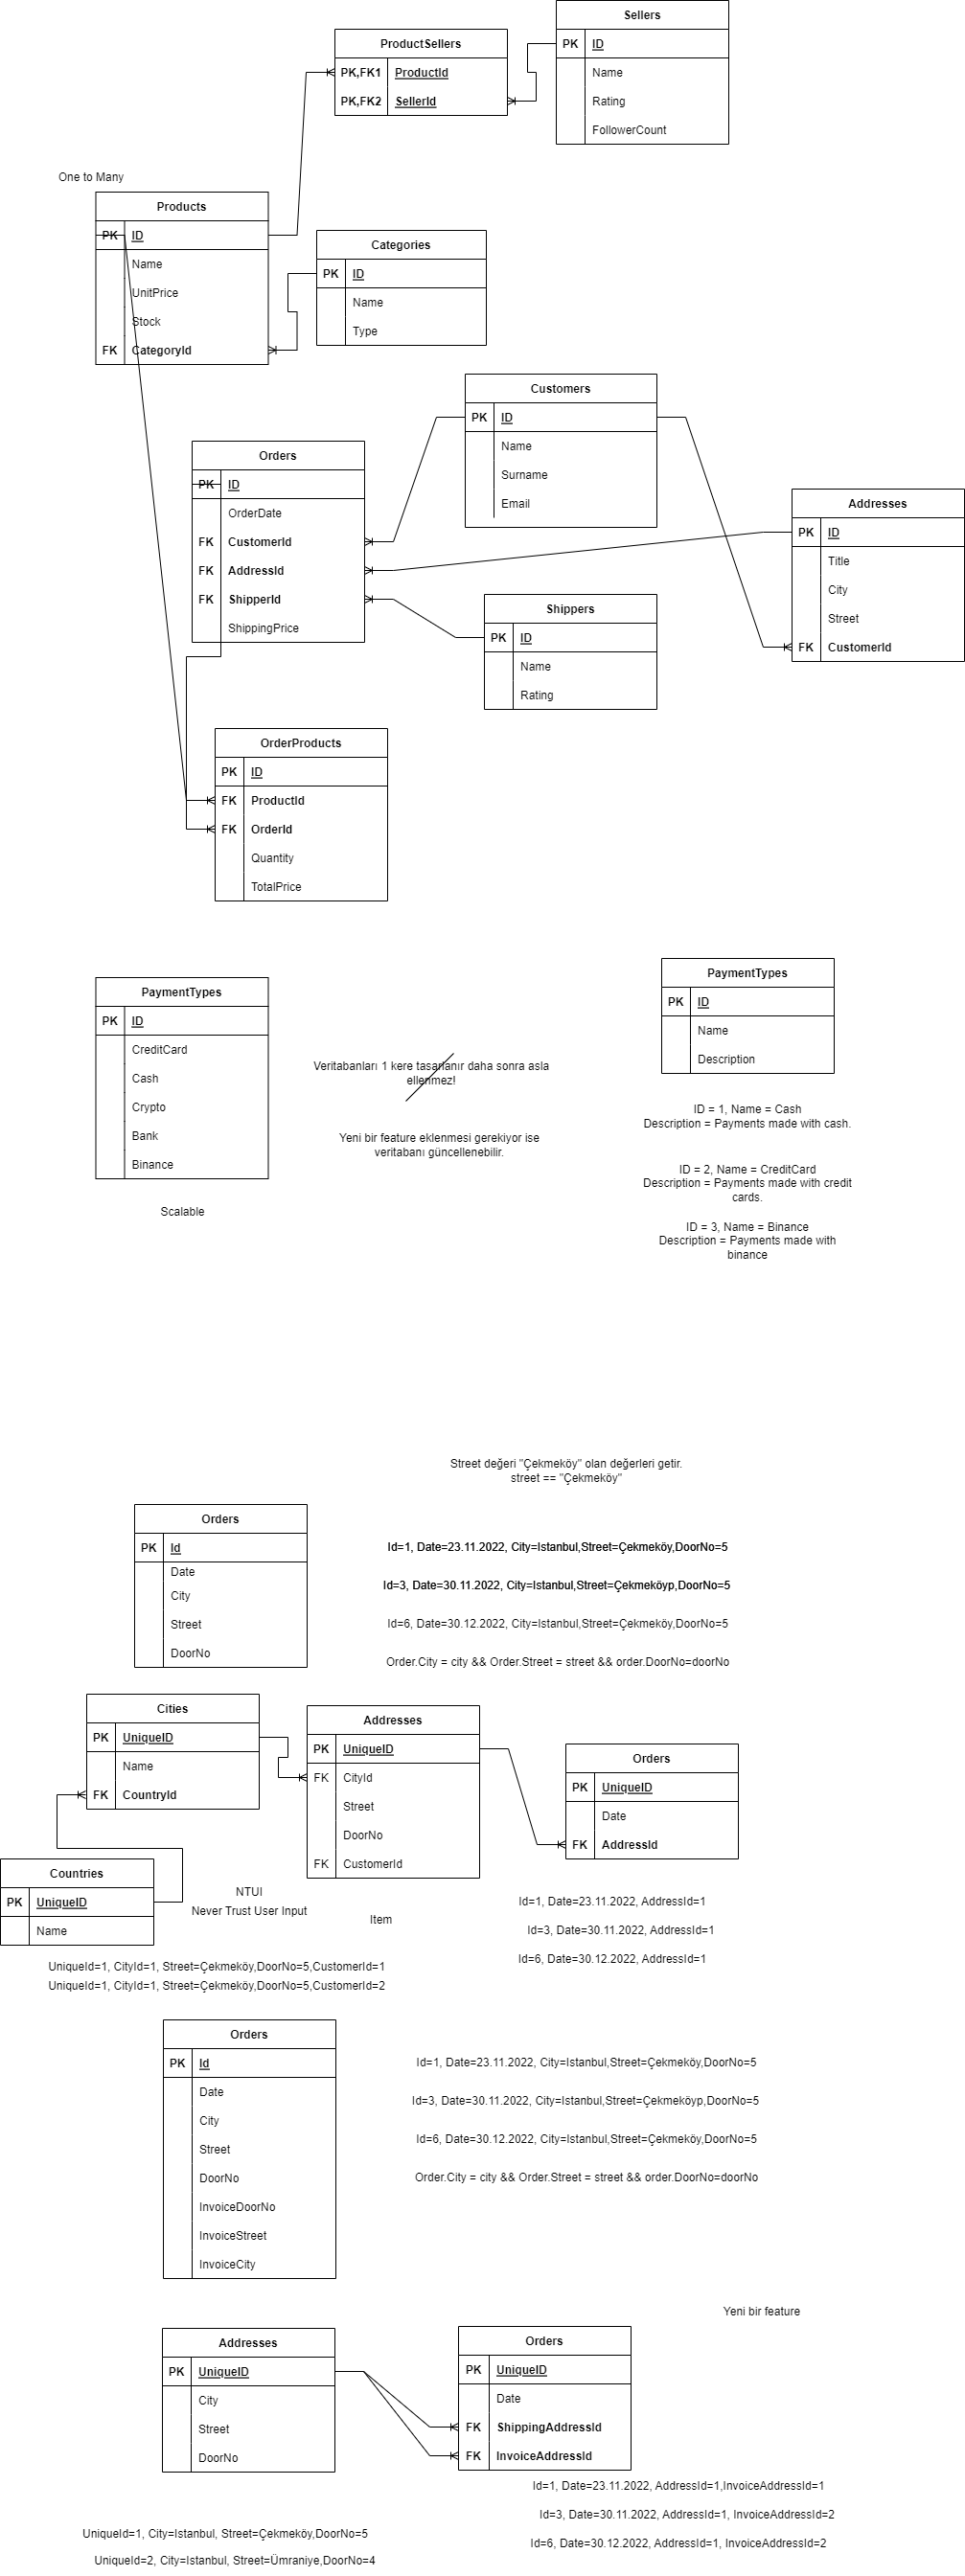 Sellers
PK ID
Name
Rating
FollowerCount
ProductSellers
PK,FK1 ProductId
PK,FK2 SellerId
One to Many
Products
PK ID
Name
UnitPrice
Stock
FK CategoryId
Categories
PK ID
Name
Type
Customers
PK ID
Name
Surname
Email
Orders
PK ID
OrderDate
FK CustomerId
FK AddressId
FK ShipperId
ShippingPrice
Addresses
PK ID
Title
City
Street
FK CustomerId
Shippers
PK ID
Name
Rating
OrderProducts
PK ID
FK ProductId
FK OrderId
Quantity
TotalPrice
PaymentTypes
PK ID
CreditCard
Cash
Crypto
Bank
Binance
Scalable
Veritabanları 1 kere tasarlanır daha sonra asla
ellenmez!
Yeni bir feature eklenmesi gerekiyor ise
veritabanı güncellenebilir.
PaymentTypes
PK ID
Name
Description
ID = 1, Name = Cash
Description = Payments made with cash.
ID = 2, Name = CreditCard
Description = Payments made with credit
cards.
ID = 3, Name = Binance
Description = Payments made with
binance
Street değeri "Çekmeköy" olan değerleri getir.
street == "Çekmeköy"
Orders
PK Id
Date
City
Street
DoorNo
Id=1, Date=23.11.2022, City=Istanbul,Street=Çekmeköy,DoorNo=5
Id=3, Date=30.11.2022, City=Istanbul,Street=Çekmeköyp,DoorNo=5
Id=6, Date=30.12.2022, City=Istanbul,Street=Çekmeköy,DoorNo=5
Order.City = city && Order.Street = street && order.DoorNo=doorNo
Cities
PK UniqueID
Name
FK CountryId
Addresses
PK UniqueID
FK CityId
Street
DoorNo
FK CustomerId
Orders
PK UniqueID
Date
FK AddressId
Countries
PK UniqueID
Name
NTUI
Never Trust User Input
Item
Id=1, Date=23.11.2022, AddressId=1
Id=3, Date=30.11.2022, AddressId=1
Id=6, Date=30.12.2022, AddressId=1
UniqueId=1, CityId=1, Street=Çekmeköy,DoorNo=5,CustomerId=1
UniqueId=1, CityId=1, Street=Çekmeköy,DoorNo=5,CustomerId=2
Orders
PK Id
Date
City
Street
DoorNo
InvoiceDoorNo
InvoiceStreet
InvoiceCity
Id=1, Date=23.11.2022, City=Istanbul,Street=Çekmeköy,DoorNo=5
Id=3, Date=30.11.2022, City=Istanbul,Street=Çekmeköyp,DoorNo=5
Id=6, Date=30.12.2022, City=Istanbul,Street=Çekmeköy,DoorNo=5
Order.City = city && Order.Street = street && order.DoorNo=doorNo
Yeni bir feature
Addresses
PK UniqueID
City
Street
DoorNo
Orders
PK UniqueID
Date
FK ShippingAddressId
FK InvoiceAddressId
Id=1, Date=23.11.2022, AddressId=1,InvoiceAddressId=1
Id=3, Date=30.11.2022, AddressId=1, InvoiceAddressId=2
Id=6, Date=30.12.2022, AddressId=1, InvoiceAddressId=2
UniqueId=1, City=Istanbul, Street=Çekmeköy,DoorNo=5
UniqueId=2, City=Istanbul, Street=Ümraniye,DoorNo=4